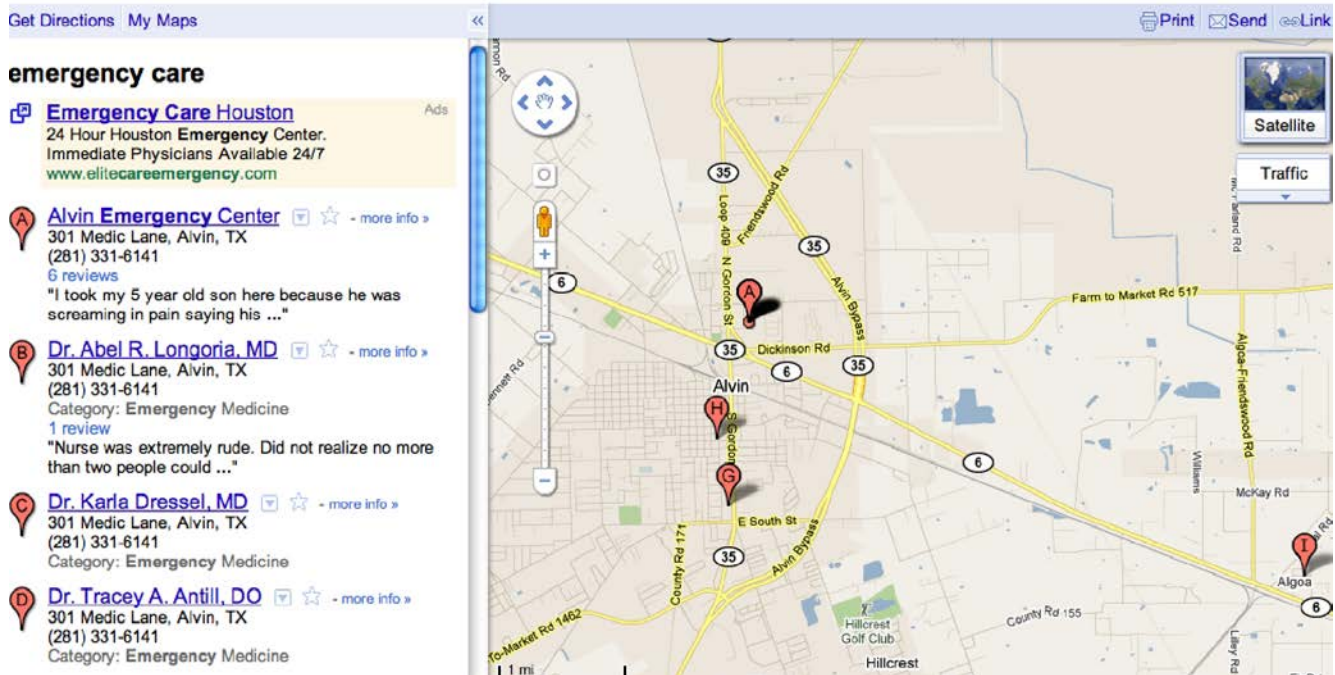 Get Directions My Maps
«
Print Send Link
emergency care
Emergency Care Houston
Ads
24 Hour Houston Emergency Center.
Immediate Physicians Available 24/7
www.elitecareemergency.com
A
Alvin Emergency Center - more info »
301 Medic Lane, Alvin, TX
(281) 331-6141
6 reviews
"I took my 5 year old son here because he was
screaming in pain saying his ..."
B
Dr. Abel R. Longoria, MD - more info »
301 Medic Lane, Alvin, TX
(281) 331-6141
Category: Emergency Medicine
1 review
"Nurse was extremely rude. Did not realize no more
than two people could ..."
C
Dr. Karla Dressel, MD - more info »
301 Medic Lane, Alvin, TX
(281) 331-6141
Category: Emergency Medicine
D
Dr. Tracey A. Antill, DO - more info »
301 Medic Lane, Alvin, TX
(281) 331-6141
Category: Emergency Medicine
Satellite
Traffic
35
Friendswood Rd
Loop 409
N Gordon St
35
Alvin Bypass
6
A
Farm to Market Rd 517
35
Dickinson Rd
6
35
Alvin
Algoa-Friendswood Rd
H
S Gordon
G
6
Williams
McKay Rd
E South St
County Rd 171
35
Alvin Bypass
I
Algoa
6
To-Market Rd 1462
County Rd 155
Hillcrest
Golf Club
Hillcrest
Lilley Rd
1 mi